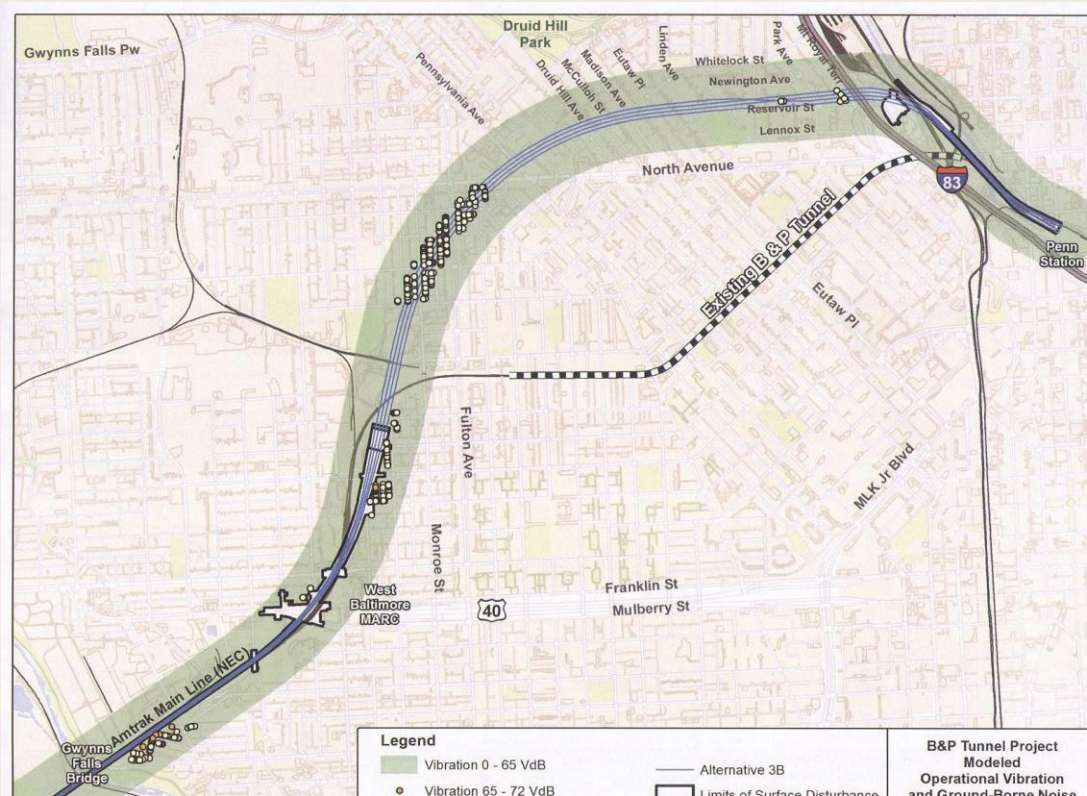 Druid Hill
Park
Gwynns Falls Pw
Pennsylvania Ave
Druid Hill Ave
McCulloh St
Madison Ave
Eutaw Pl
Linden Ave
Park Ave
Mt Royal Terr
Whitelock St
Newington Ave
Reservoir St
Lennox St
North Avenue
83
Penn
Station
Existing B & P Tunnel
Eutaw Pl
Fulton Ave
MLK Jr Blvd
Monroe St
West
Baltimore
MARC
Franklin St
40
Mulberry St
Amtrak Main Line (NEC)
Gwynns
Falls
Bridge
Legend
Vibration 0 - 65 VdB
Vibration 65 - 72 VdB
Alternative 3B
Limits of Surface Disturbance
B&P Tunnel Project
Modeled
Operational Vibration
and Ground-Borne Noise